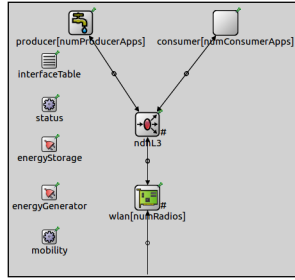 producer[numProducerApps] consumer[numConsumerApps]
interfaceTable
status
ndnL3
#
energyStorage
energyGenerator
wlan[numRadios]
#
mobility